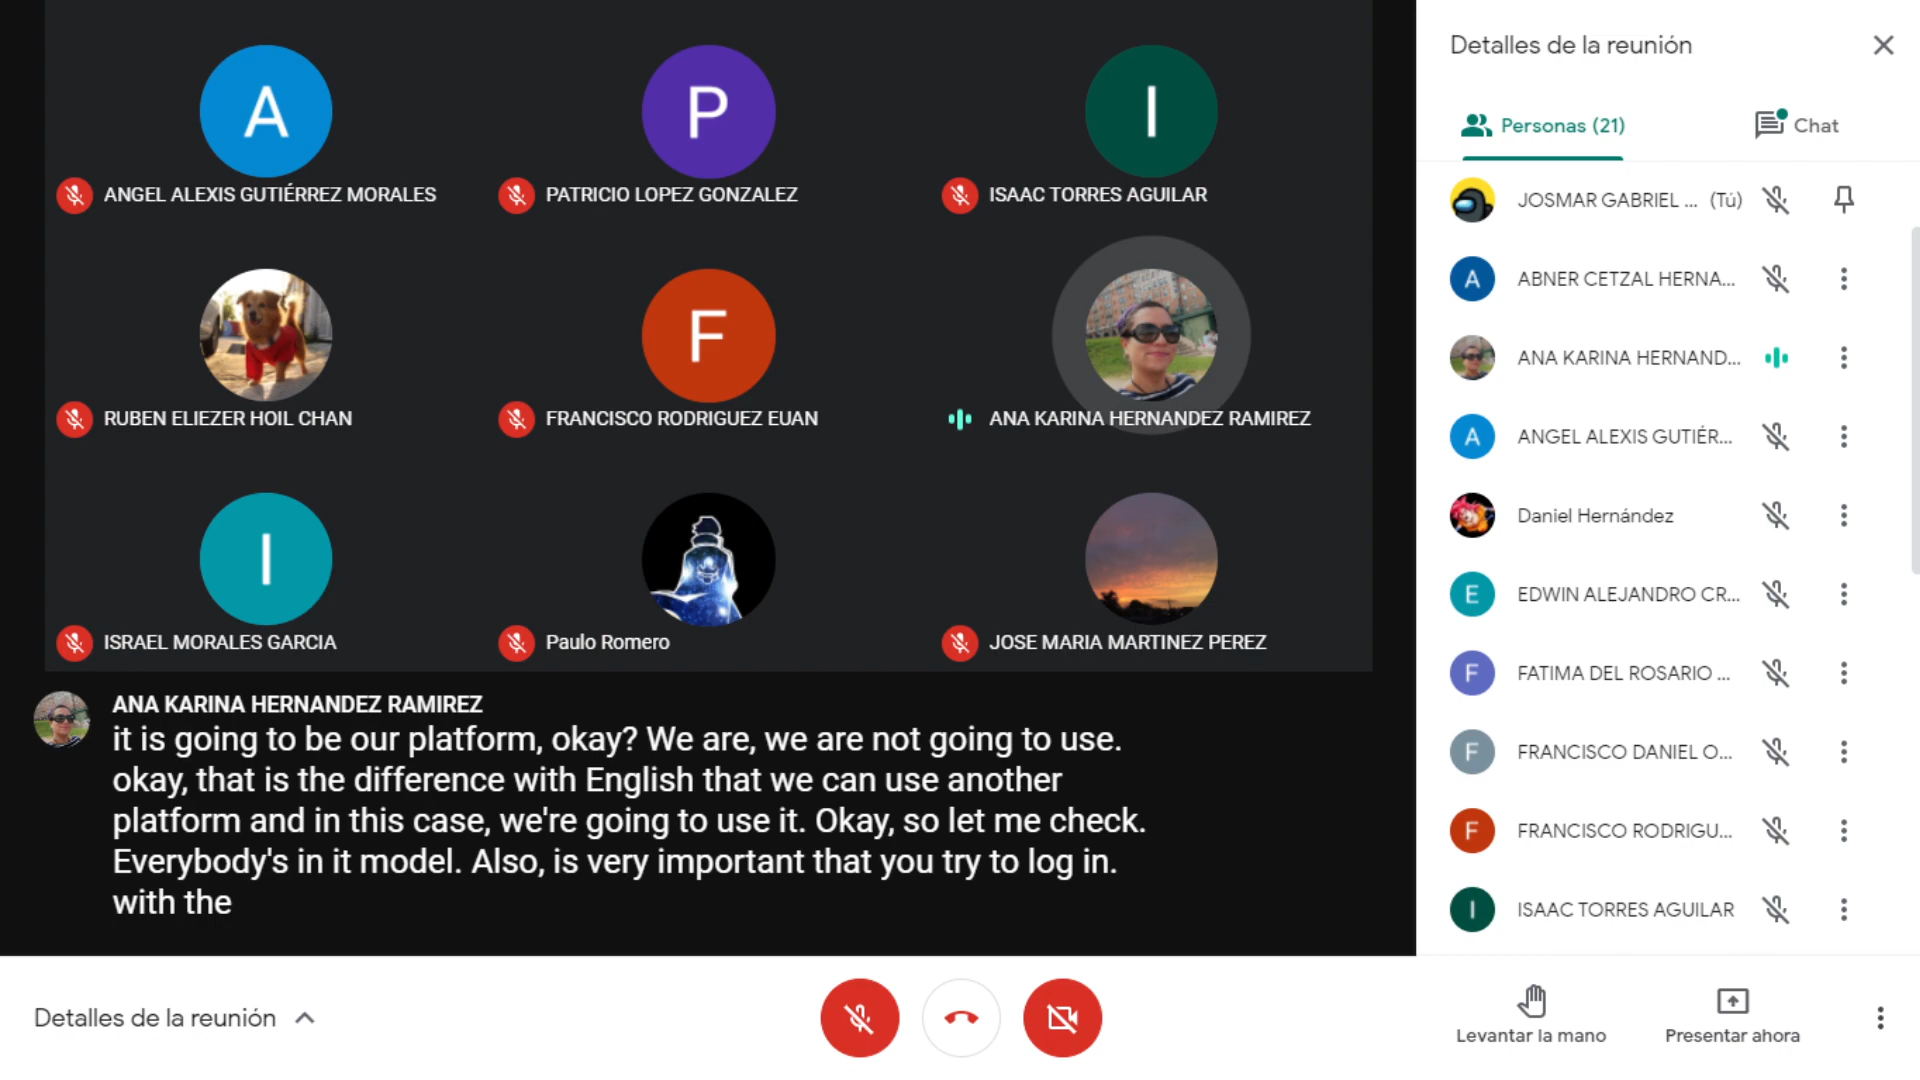 A
P
I
ANGEL ALEXIS GUTIÉRREZ MORALES
PATRICIO LOPEZ GONZALEZ
ISAAC TORRES AGUILAR
F
RUBEN ELIEZER HOIL CHAN
FRANCISCO RODRIGUEZ EUAN
ANA KARINA HERNANDEZ RAMIREZ
I
ISRAEL MORALES GARCIA
Paulo Romero
JOSE MARIA MARTINEZ PEREZ
ANA KARINA HERNANDEZ RAMIREZ
it is going to be our platform, okay? We are, we are not going to use.
okay, that is the difference with English that we can use another
platform and in this case, we're going to use it. Okay, so let me check.
Everybody's in it model. Also, is very important that you try to log in.
with the
Detalles de la reunión
Personas (21)
Chat
JOSMAR GABRIEL ... (Tú)
A ABNER CETZAL HERNA...
ANA KARINA HERNAND...
A ANGEL ALEXIS GUTIÉR...
Daniel Hernández
E EDWIN ALEJANDRO CR...
F FATIMA DEL ROSARIO ...
F FRANCISCO DANIEL O...
F FRANCISCO RODRIGU...
I ISAAC TORRES AGUILAR
Detalles de la reunión
Levantar la mano
Presentar ahora